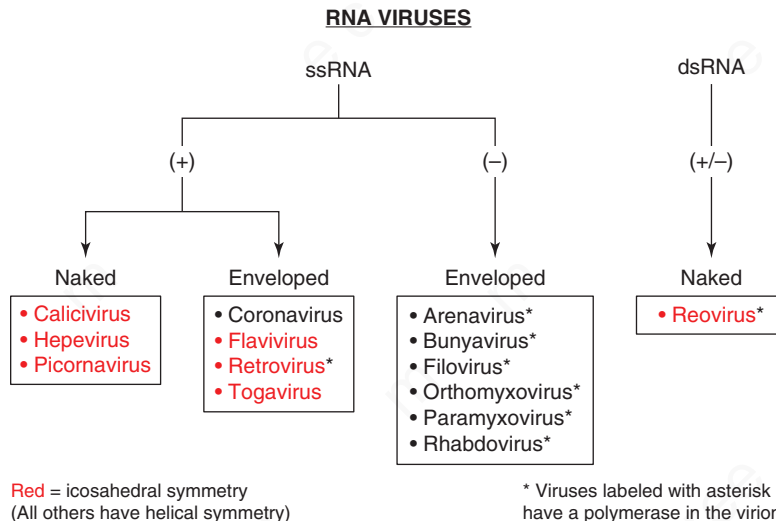 RNA VIRUSES
ssRNA
dsRNA
(+)
(–)
(+/–)
Naked
Enveloped
Enveloped
Naked
• Calicivirus
• Hepevirus
• Picornavirus
• Coronavirus
• Flavivirus
• Retrovirus*
• Togavirus
• Arenavirus*
• Bunyavirus*
• Filovirus*
• Orthomyxovirus*
• Paramyxovirus*
• Rhabdovirus*
• Reovirus*
Red = icosahedral symmetry
(All others have helical symmetry)
* Viruses labeled with asterisk
have a polymerase in the virion